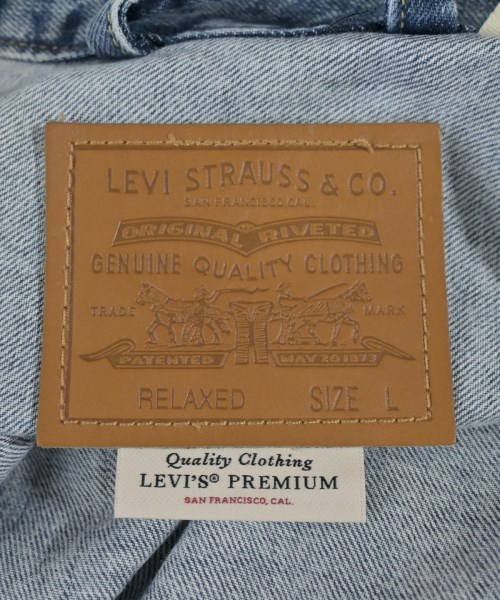 LEVI STRAUSS & CO.
SAN FRANCISCO, CAL.
ORIGINAL RIVETED
GENUINE QUALITY CLOTHING
TRADE MARK
PATENTED MAY 20 1873
RELAXED SIZE L
Quality Clothing
LEVI'S® PREMIUM
SAN FRANCISCO, CAL.